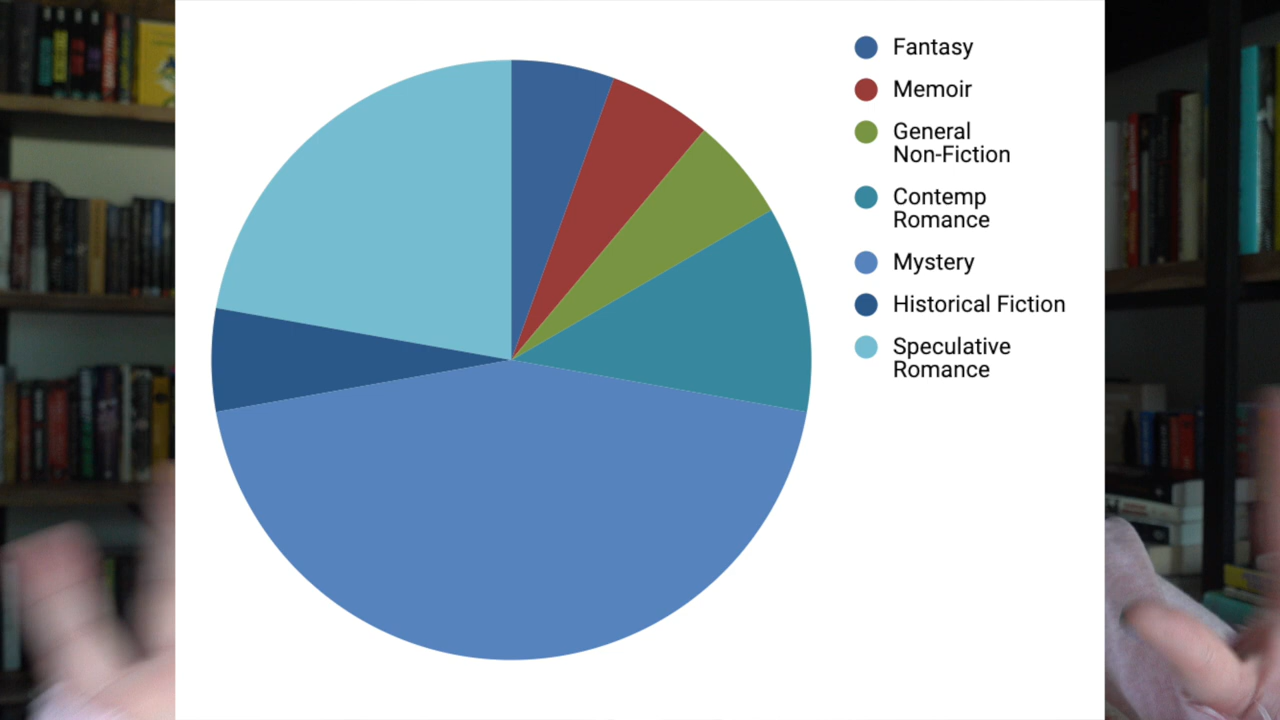 Fantasy
Memoir
General
Non-Fiction
Contemp
Romance
Mystery
Historical Fiction
Speculative
Romance